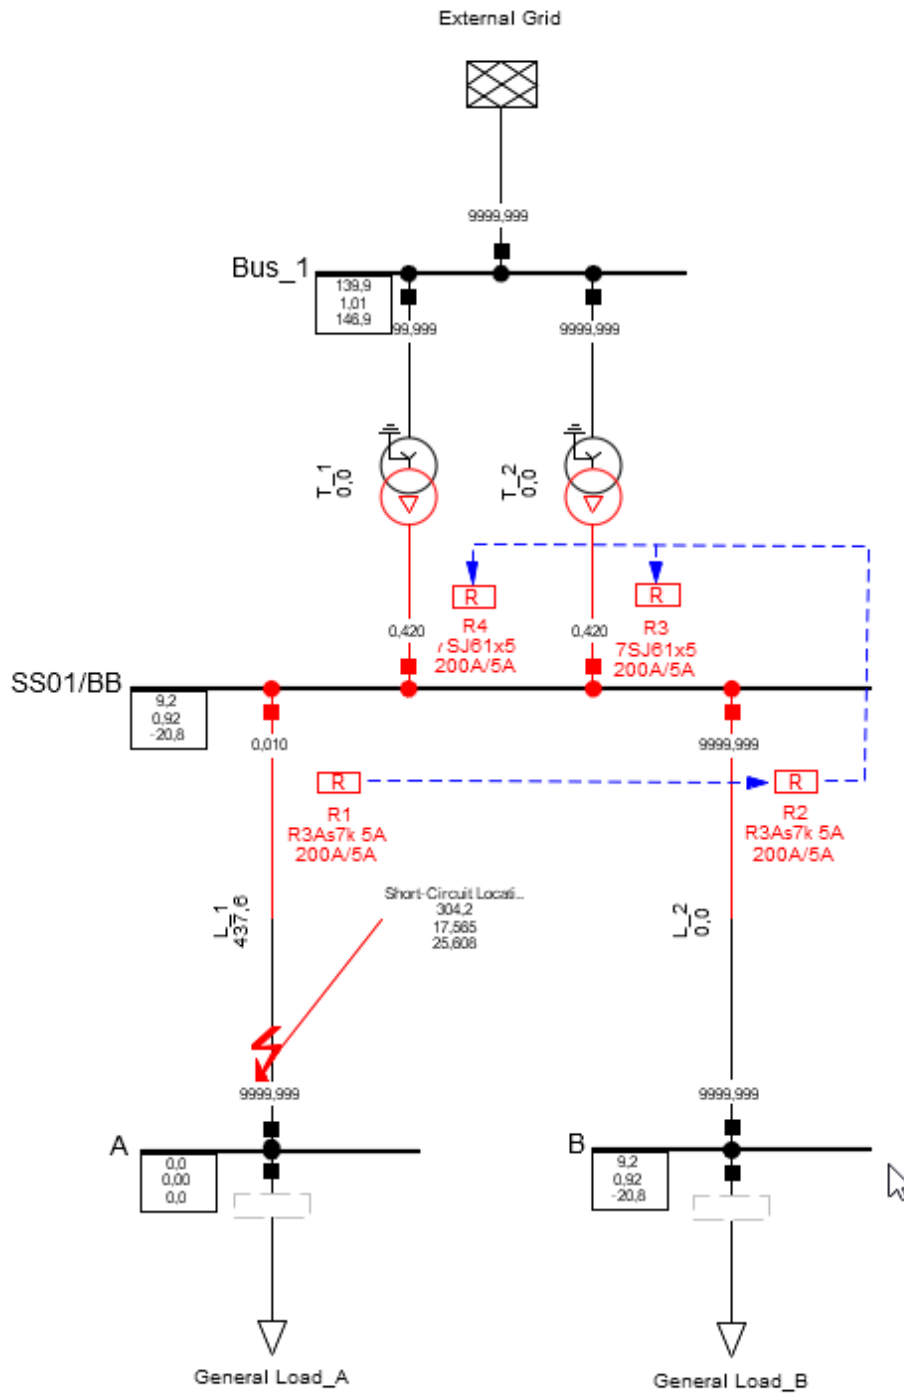 External Grid
9999,999
Bus_1
139,9
1,01
146,9
99,999
9999,999
T_1
0,0
T_2
0,0
R
R
R4
7SJ61x5
200A/5A
R3
7SJ61x5
200A/5A
0,420
0,420
SS01/BB
9,2
0,92
-20,8
0,010
9999,999
R
R
R1
R3As7k 5A
200A/5A
R2
R3As7k 5A
200A/5A
Short-Circuit Locati..
304,2
17,565
25,608
L_1
437,6
L_2
0,0
9999,999
9999,999
A
0,0
0,00
0,0
B
9,2
0,92
-20,8
General Load_A
General Load_B